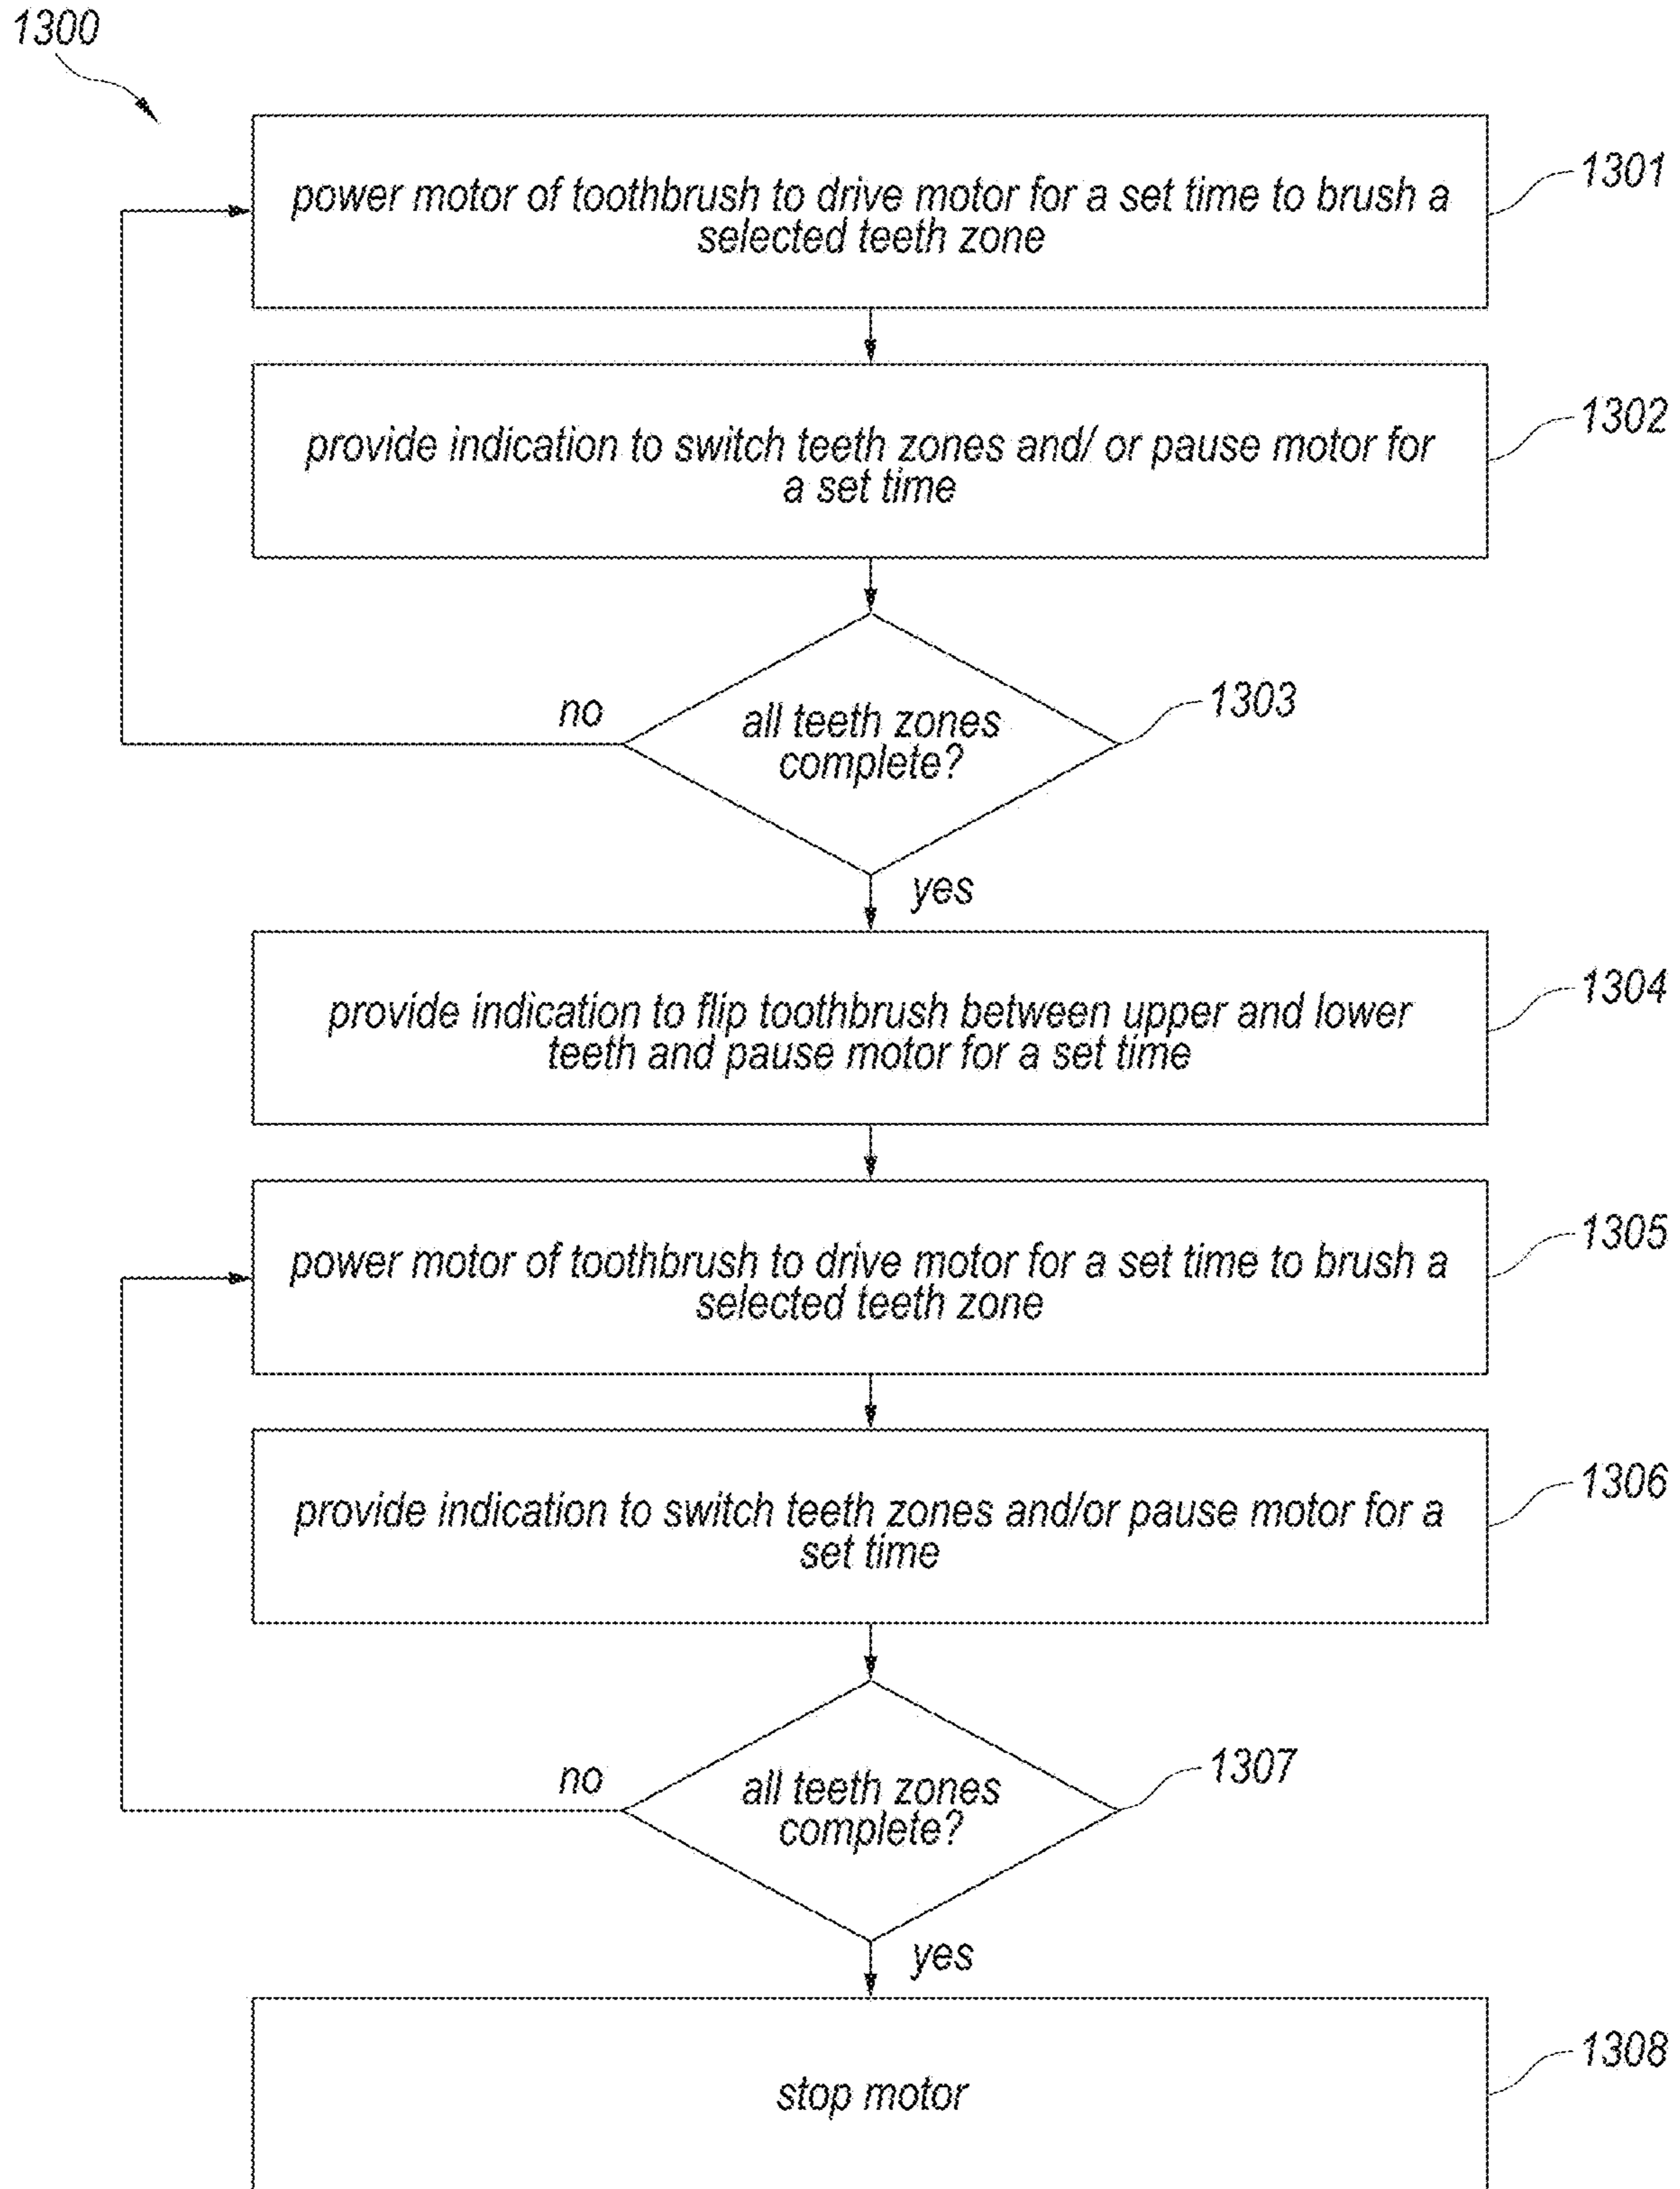 1300
power motor of toothbrush to drive motor for a set time to brush a
selected teeth zone
1301
provide indication to switch teeth zones and/ or pause motor for
a set time
1302
all teeth zones
complete?
1303
no
yes
provide indication to flip toothbrush between upper and lower
teeth and pause motor for a set time
1304
power motor of toothbrush to drive motor for a set time to brush a
selected teeth zone
1305
provide indication to switch teeth zones and/or pause motor for a
set time
1306
all teeth zones
complete?
1307
no
yes
stop motor
1308